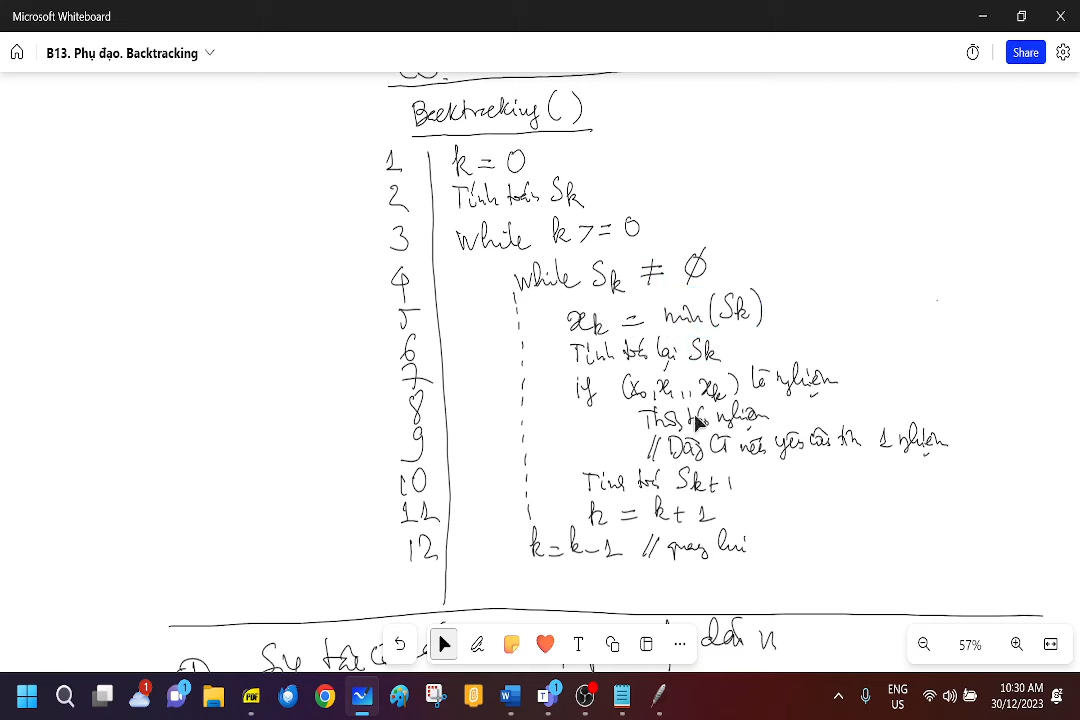 Microsoft Whiteboard
B13. Phụ đạo. Backtracking
Share
Backtracking ( )
1 k = 0
2 Tính toán Sk
3 While k >= 0
4 while Sk ≠ ∅
5 xk = min (Sk)
6 Tính toán lại Sk
7 if (x0, x1, , xk) là nghiệm
8 nghiệm
9 // Dừng CT nếu yêu cầu tìm 1 nghiệm
10 Tính toán Sk+1
11 k = k+1
12 k = k-1 // quay lui
57%
ENG
US
10:30 AM
30/12/2023